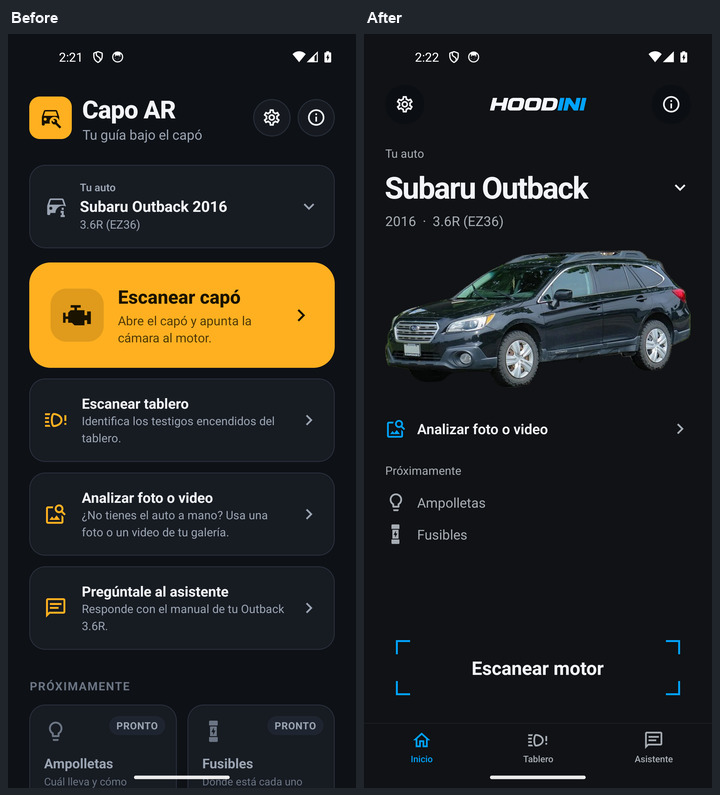 Before
2:21
Capo AR
Tu guía bajo el capó
Tu auto
Subaru Outback 2016
3.6R (EZ36)
Escanear capó
Abre el capó y apunta la
cámara al motor.
Escanear tablero
Identifica los testigos encendidos del
tablero.
Analizar foto o video
¿No tienes el auto a mano? Usa una
foto o un video de tu galería.
Pregúntale al asistente
Responde con el manual de tu Outback
3.6R.
PRÓXIMAMENTE
PRONTO
Ampolletas
Cuál lleva y cómo
PRONTO
Fusibles
Dónde está cada uno
After
2:22
HOODINI
Tu auto
Subaru Outback
2016 · 3.6R (EZ36)
Analizar foto o video
Próximamente
Ampolletas
Fusibles
Escanear motor
Inicio
Tablero
Asistente